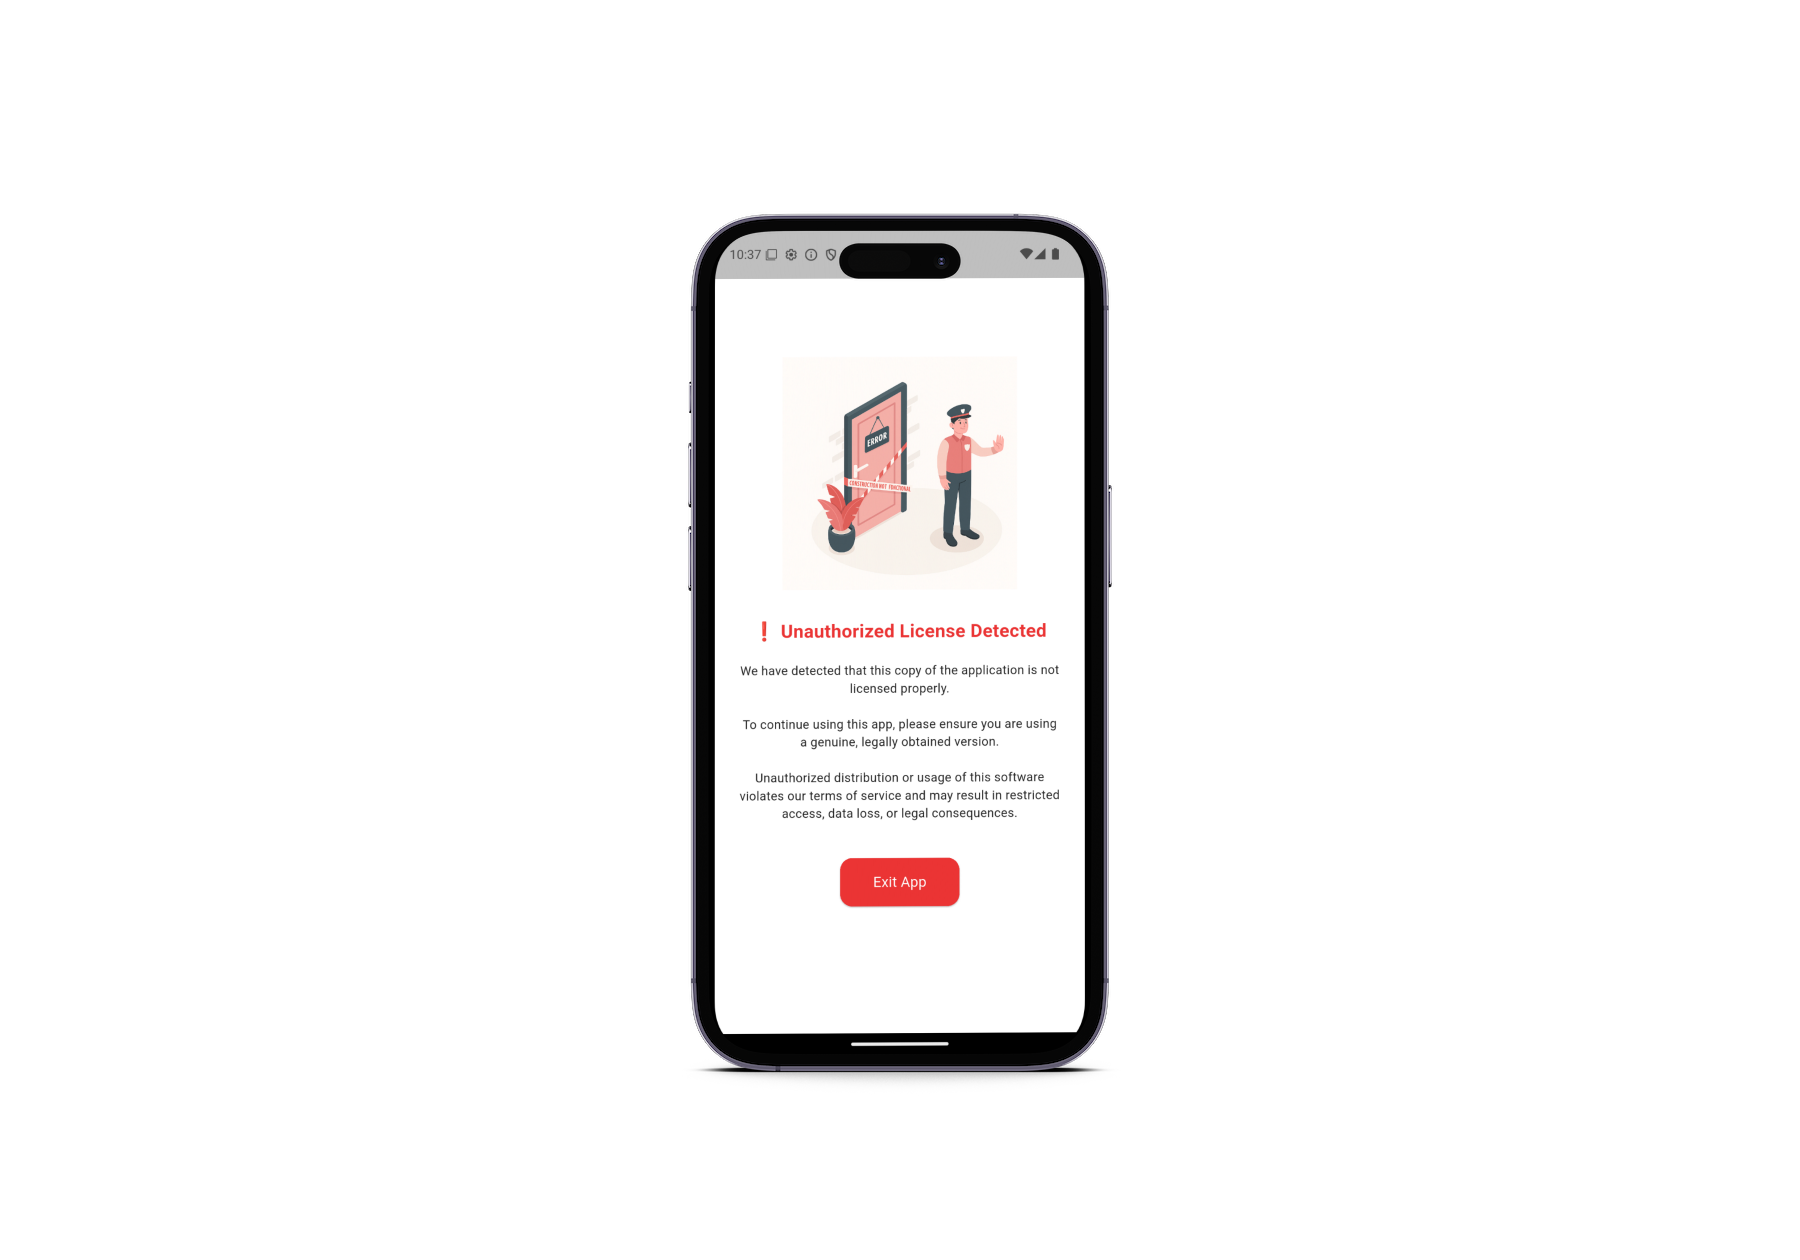 10:37
ERROR
CONSTRUCTION NOT FUNCTIONAL
❗ Unauthorized License Detected
We have detected that this copy of the application is not
licensed properly.
To continue using this app, please ensure you are using
a genuine, legally obtained version.
Unauthorized distribution or usage of this software
violates our terms of service and may result in restricted
access, data loss, or legal consequences.
Exit App